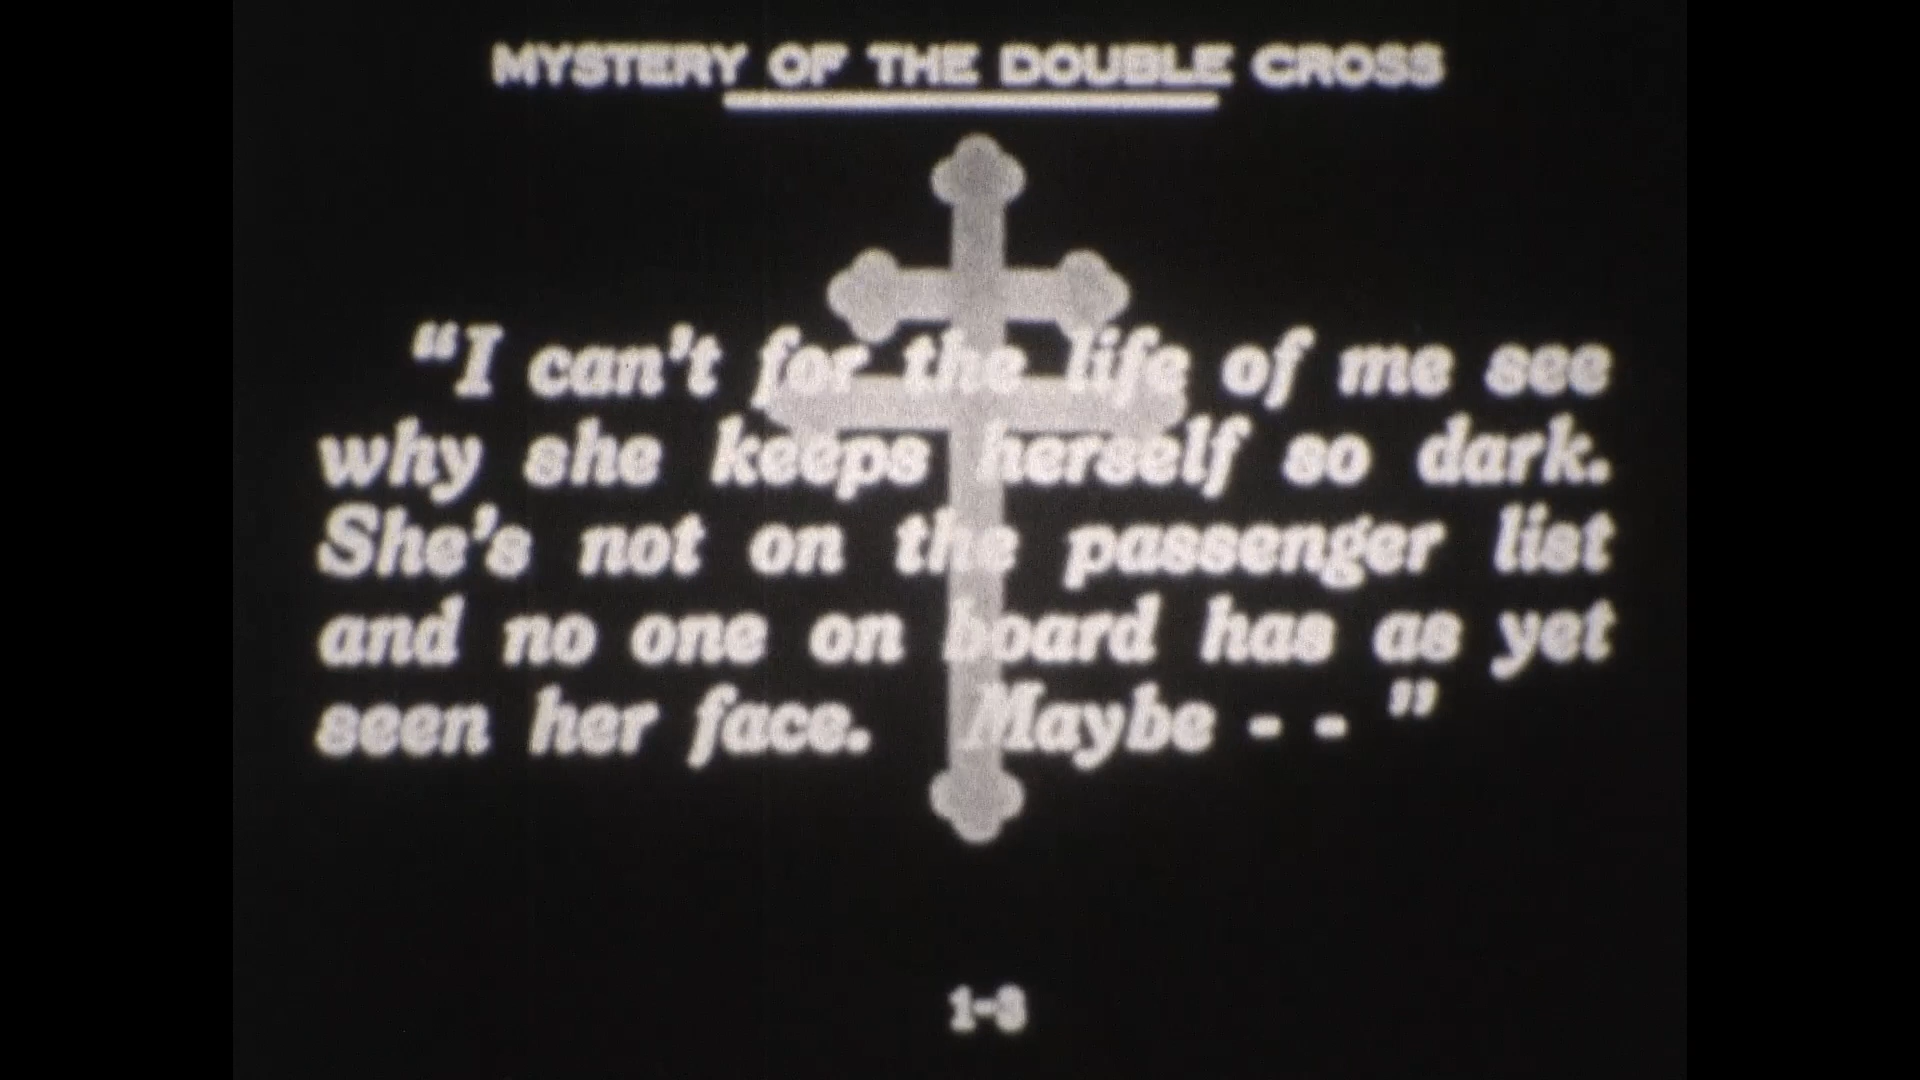 MYSTERY OF THE DOUBLE CROSS
"I can't for the life of me see
why she keeps herself so dark.
She's not on the passenger list
and no one on board has as yet
seen her face. Maybe - - "
1-3